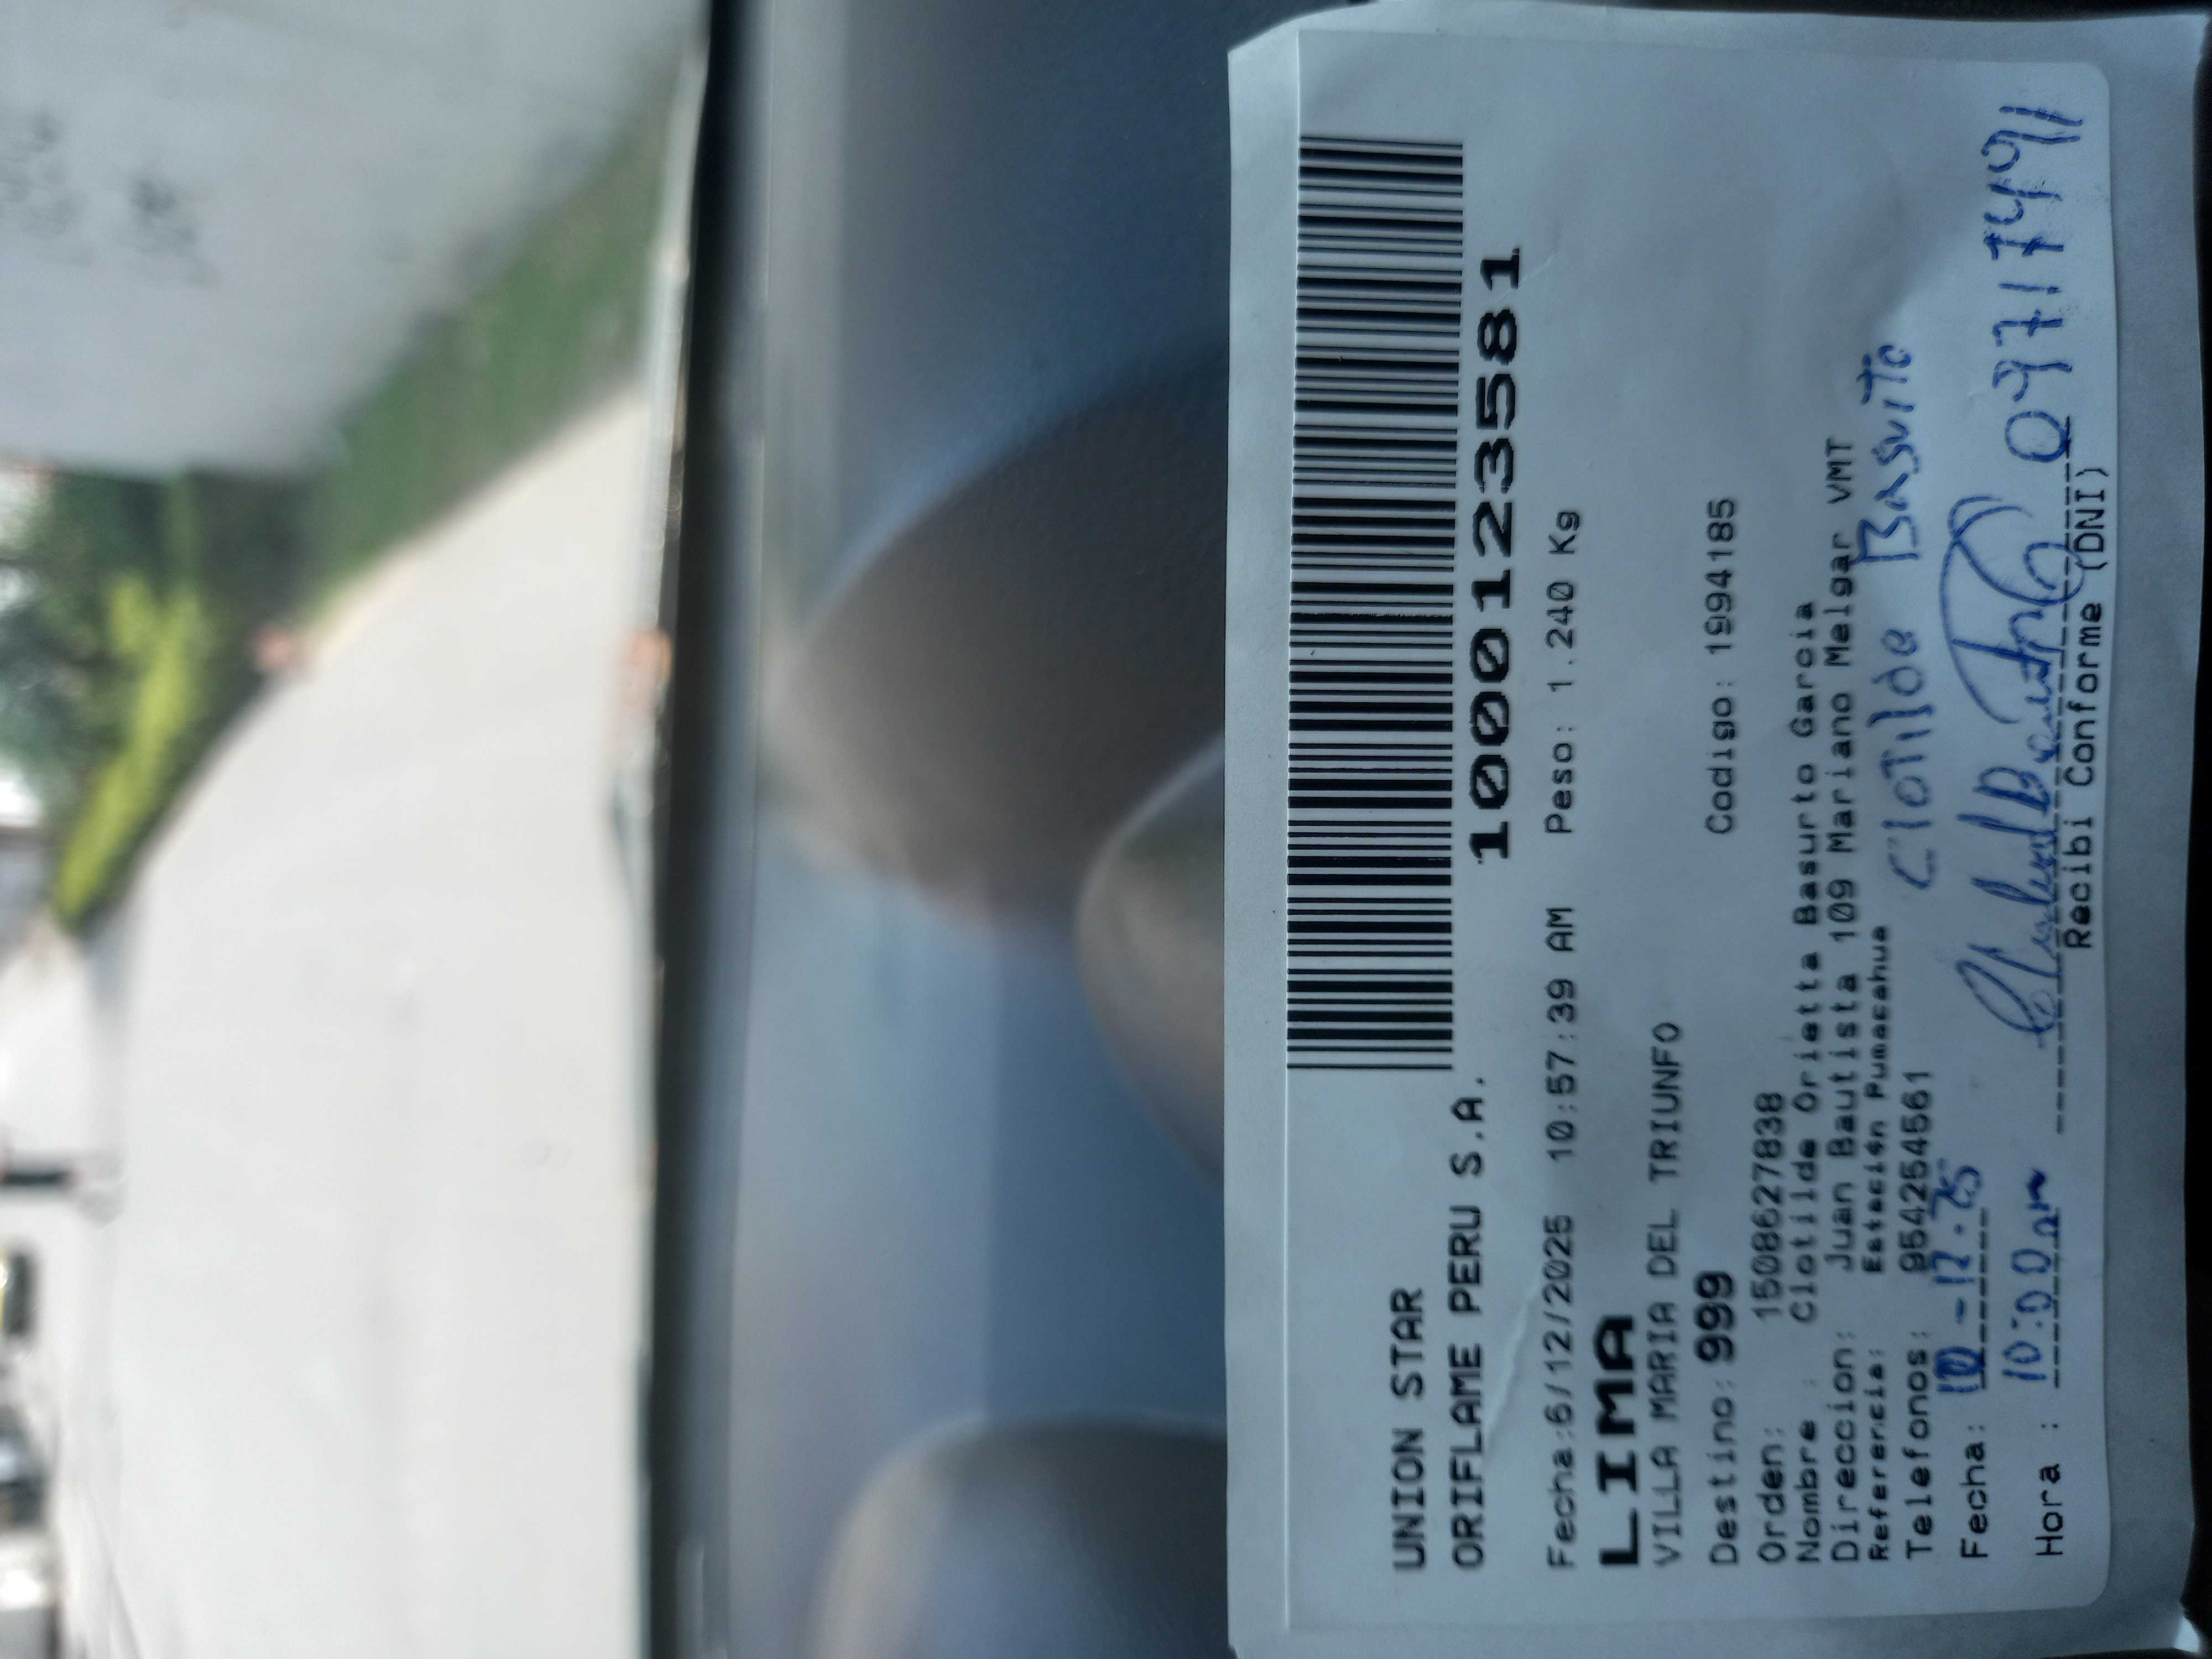 UNION STAR
ORIFLAME PERU S.A.
1000123581
Fecha:6/12/2025 10:57:39 AM Peso: 1.240 Kg
LIMA
VILLA MARIA DEL TRIUNFO
Destino: 999 Codigo: 1994185
Orden: 1508627838
Nombre : Clotilde Orietta Basurto Garcia
Direccion: Juan Bautista 109 Mariano Melgar VMT
Referencia: Estación Pumacahua
Telefonos: 954254561
Clotilde Basurto
Fecha: 10-12-25
Hora : 10:00 am 09717491
Recibi Conforme (DNI)